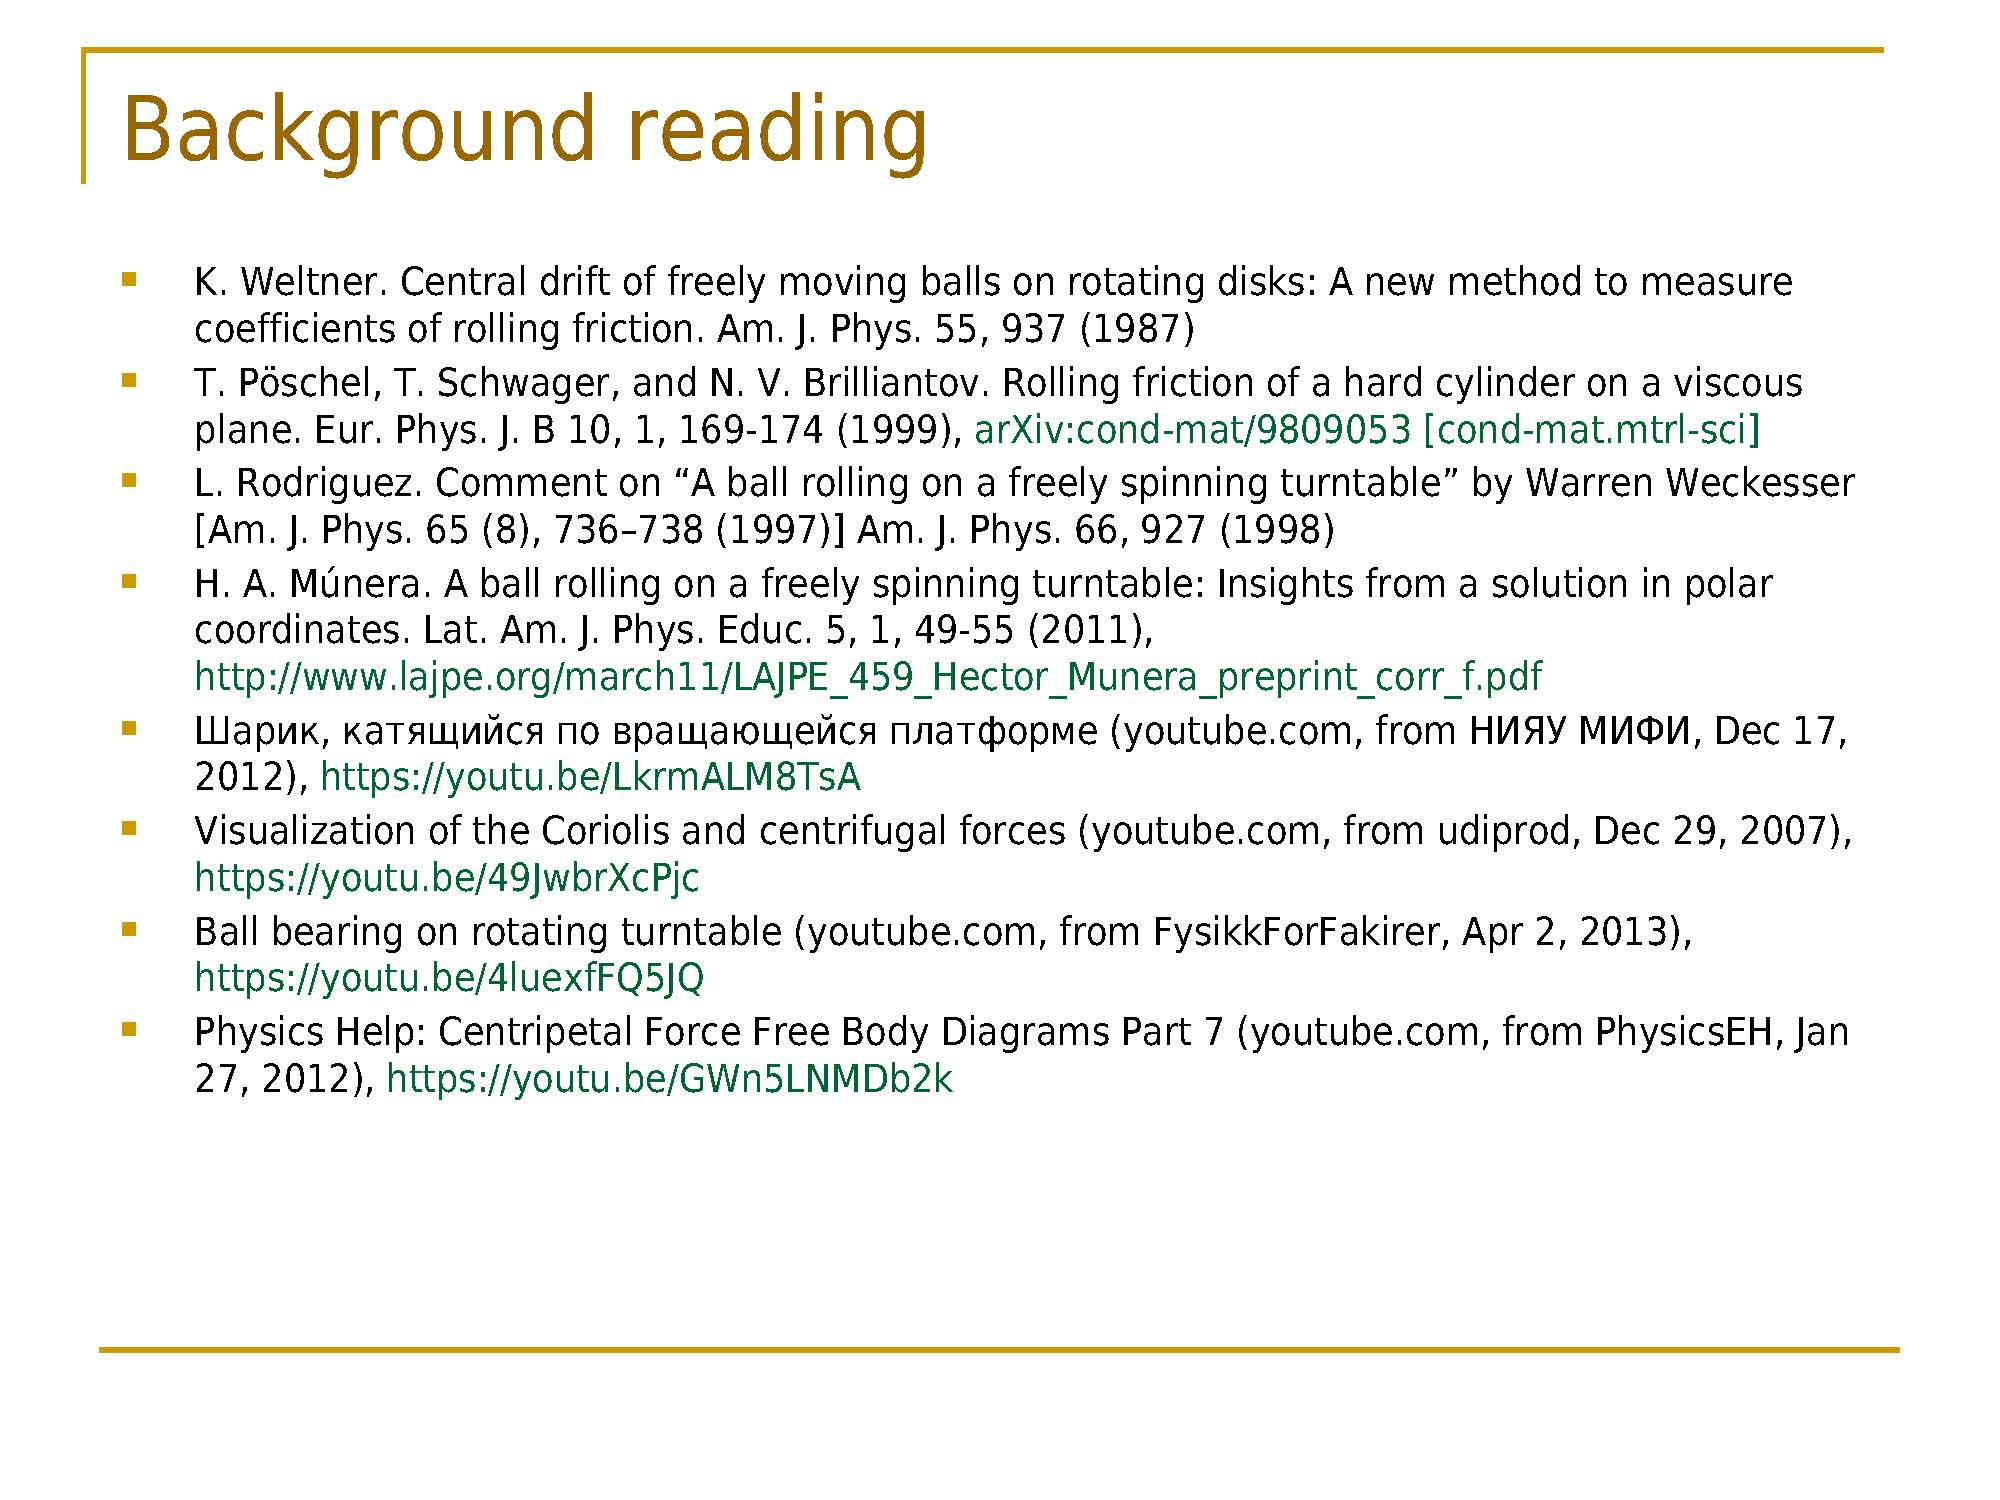 Background reading
K. Weltner. Central drift of freely moving balls on rotating disks: A new method to measure
coefficients of rolling friction. Am. J. Phys. 55, 937 (1987)
T. Pöschel, T. Schwager, and N. V. Brilliantov. Rolling friction of a hard cylinder on a viscous
plane. Eur. Phys. J. B 10, 1, 169-174 (1999), arXiv:cond-mat/9809053 [cond-mat.mtrl-sci]
L. Rodriguez. Comment on “A ball rolling on a freely spinning turntable” by Warren Weckesser
[Am. J. Phys. 65 (8), 736–738 (1997)] Am. J. Phys. 66, 927 (1998)
H. A. Múnera. A ball rolling on a freely spinning turntable: Insights from a solution in polar
coordinates. Lat. Am. J. Phys. Educ. 5, 1, 49-55 (2011),
http://www.lajpe.org/march11/LAJPE_459_Hector_Munera_preprint_corr_f.pdf
Шарик, катящийся по вращающейся платформе (youtube.com, from НИЯУ МИФИ, Dec 17,
2012), https://youtu.be/LkrmALM8TsA
Visualization of the Coriolis and centrifugal forces (youtube.com, from udiprod, Dec 29, 2007),
https://youtu.be/49JwbrXcPjc
Ball bearing on rotating turntable (youtube.com, from FysikkForFakirer, Apr 2, 2013),
https://youtu.be/4luexfFQ5JQ
Physics Help: Centripetal Force Free Body Diagrams Part 7 (youtube.com, from PhysicsEH, Jan
27, 2012), https://youtu.be/GWn5LNMDb2k